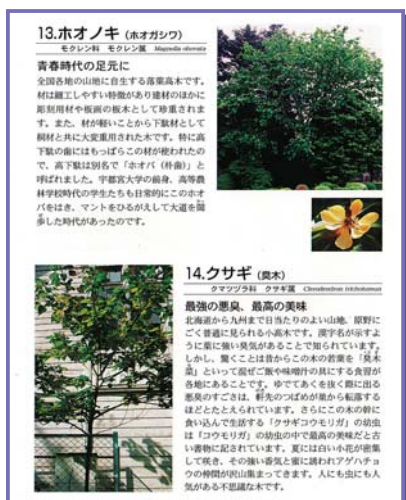 13.ホオノキ（ホオガシワ）
モクレン科 モクレン属 Magnolia obovata
青春時代の足元に
全国各地の山地に自生する落葉高木です。
材は細工しやすい特徴があり建材のほかに
彫刻用材や板画の板木として珍重されま
す。また、材が軽いことから下駄材として
桐材と共に大変重用された木です。特に高
下駄の歯にはもっぱらこの材が使われたの
で、高下駄は別名で「ホオバ（朴歯）」と
呼ばれました。宇都宮大学の前身、高等農
林学校時代の学生たちも日常的にこのホオ
バをはき、マントをひるがえして大道を闊
歩した時代があったのです。
14.クサギ（臭木）
クマツヅラ科 クサギ属 Clerodendron trichotomum
最強の悪臭、最高の美味
北海道から九州まで日当たりのよい山地、原野に
ごく普通に見られる小高木です。漢字名が示すよ
うに葉に強い臭気があることで知られています。
しかし、驚くことは昔からこの木の若葉を「臭木
菜」といって混ぜご飯や味噌汁の具にする食習が
各地にあることです。ゆでてあくを抜く際に出る
悪臭のすごさは、軒先のつばめが巣から転落する
ほどとたとえられています。さらにこの木の幹に
食い込んで生活する「クサギコウモリガ」の幼虫
は「コウモリガ」の幼虫の中で最高の美味だと古
い書物に記されています。夏には白い小花が密集
して咲き、その強い香気と蜜に誘われアゲハチョ
ウの仲間が沢山集まってきます。人にも虫にも人
気がある不思議な木です。